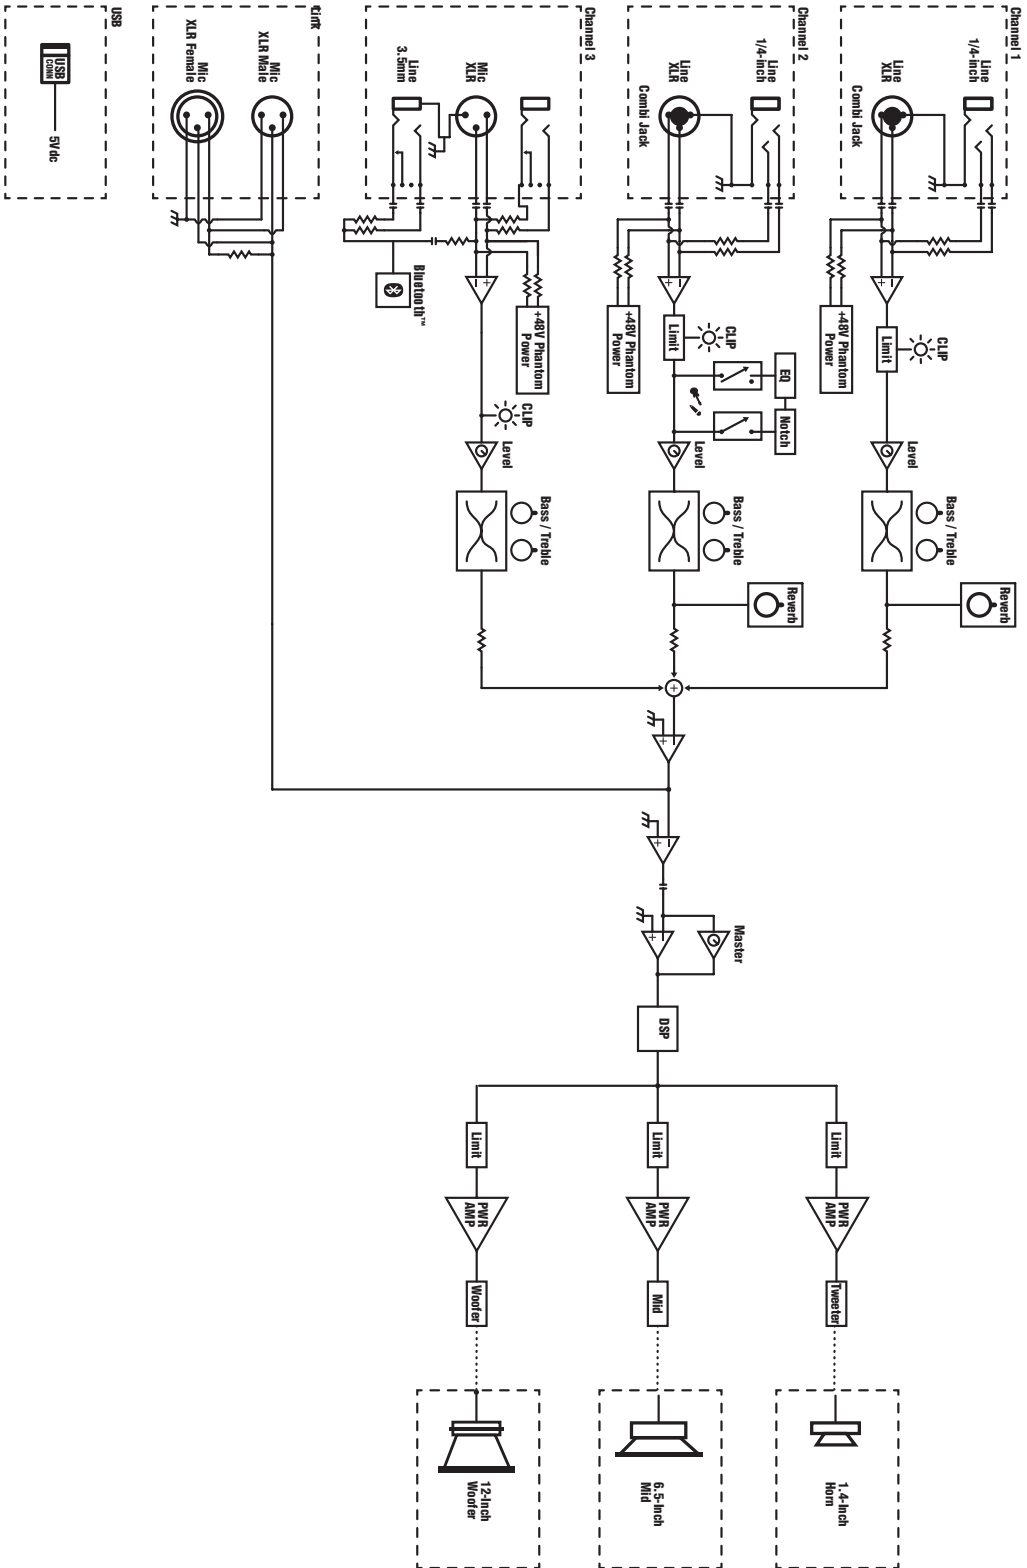 Channel 1
Line
1/4-inch
Line
XLR
Combi Jack
+48V Phantom
Power
Limit
CLIP
Level
Bass / Treble
Reverb
Channel 2
Line
1/4-inch
Line
XLR
Combi Jack
+48V Phantom
Power
Limit
CLIP
EQ
Notch
Level
Bass / Treble
Reverb
Channel 3
Mic
XLR
Line
3.5mm
Bluetooth™
+48V Phantom
Power
CLIP
Level
Bass / Treble
Link
Mic
XLR Male
Mic
XLR Female
USB
USB
CONN
5Vdc
Master
DSP
Limit
PWR
AMP
Tweeter
1.4-Inch
Horn
Limit
PWR
AMP
Mid
6.5-Inch
Mid
Limit
PWR
AMP
Woofer
12-Inch
Woofer